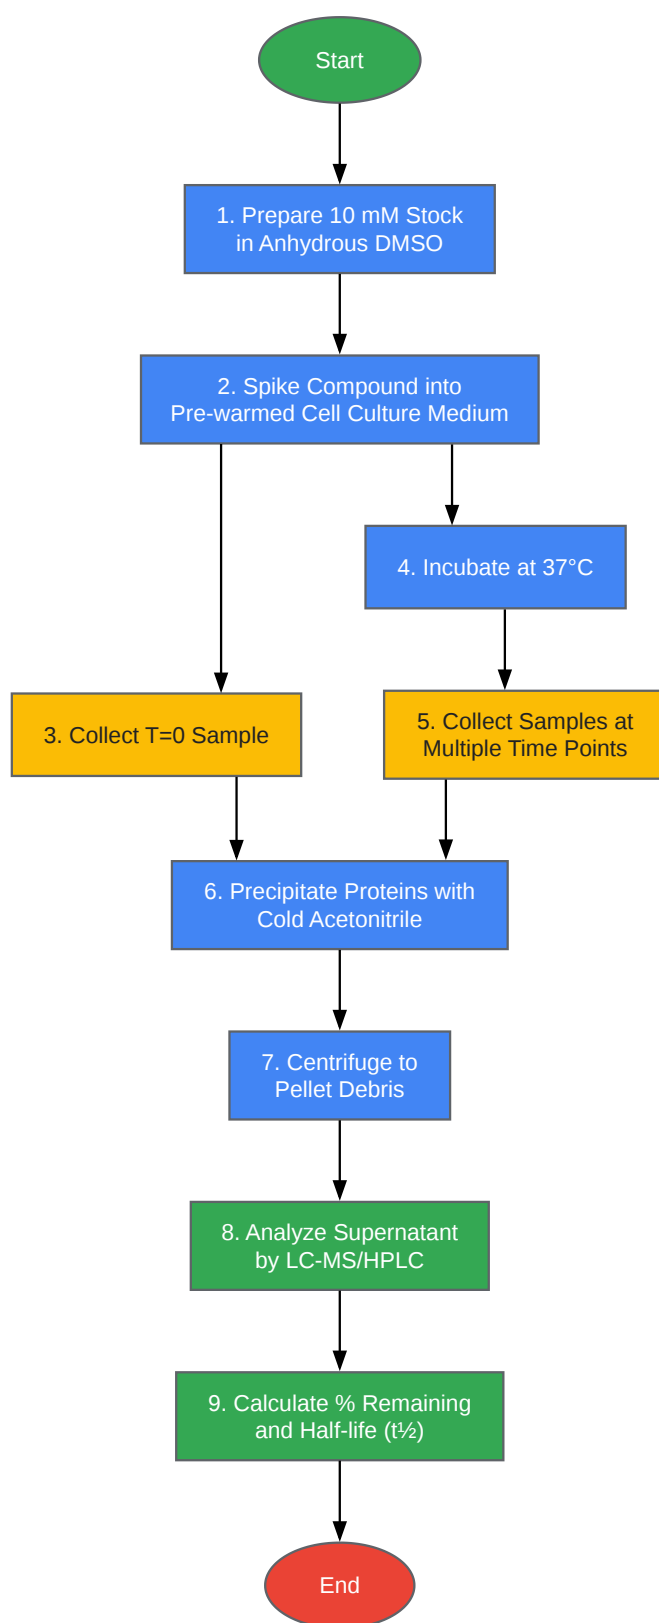 Start
1. Prepare 10 mM Stock
in Anhydrous DMSO
2. Spike Compound into
Pre-warmed Cell Culture Medium
4. Incubate at 37°C
3. Collect T=0 Sample
5. Collect Samples at
Multiple Time Points
6. Precipitate Proteins with
Cold Acetonitrile
7. Centrifuge to
Pellet Debris
8. Analyze Supernatant
by LC-MS/HPLC
9. Calculate % Remaining
and Half-life (t½)
End